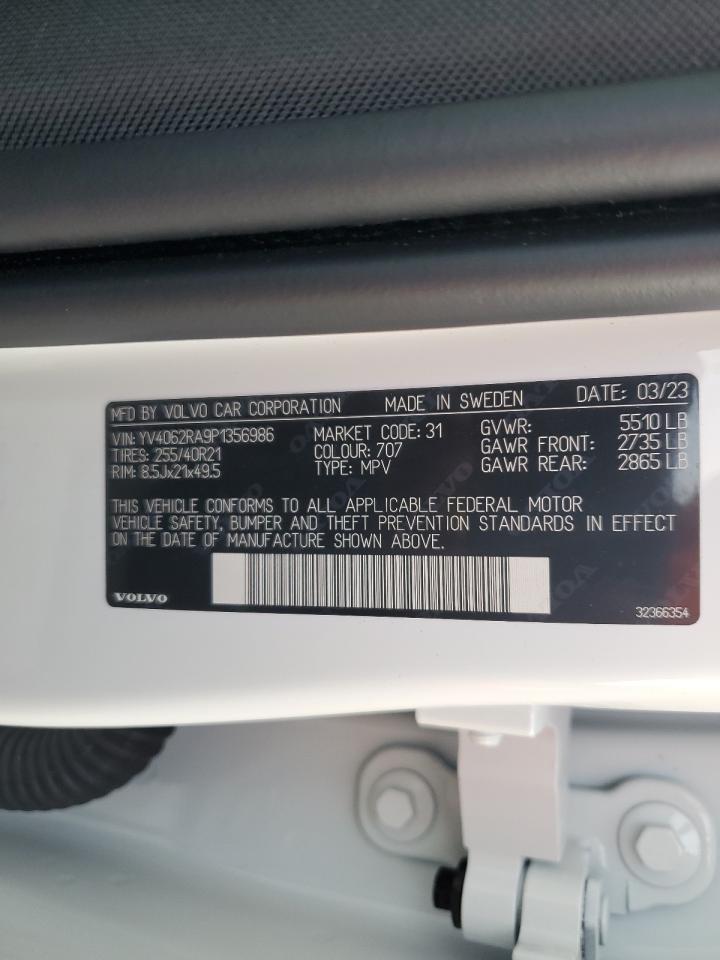 MFD BY VOLVO CAR CORPORATION MADE IN SWEDEN DATE: 03/23
VIN: YV4062RA9P1356986 MARKET CODE: 31 GVWR: 5510 LB
TIRES: 255/40R21 COLOUR: 707 GAWR FRONT: 2735 LB
RIM: 8.5Jx21x49.5 TYPE: MPV GAWR REAR: 2865 LB
THIS VEHICLE CONFORMS TO ALL APPLICABLE FEDERAL MOTOR
VEHICLE SAFETY, BUMPER AND THEFT PREVENTION STANDARDS IN EFFECT
ON THE DATE OF MANUFACTURE SHOWN ABOVE.
VOLVO 32366354